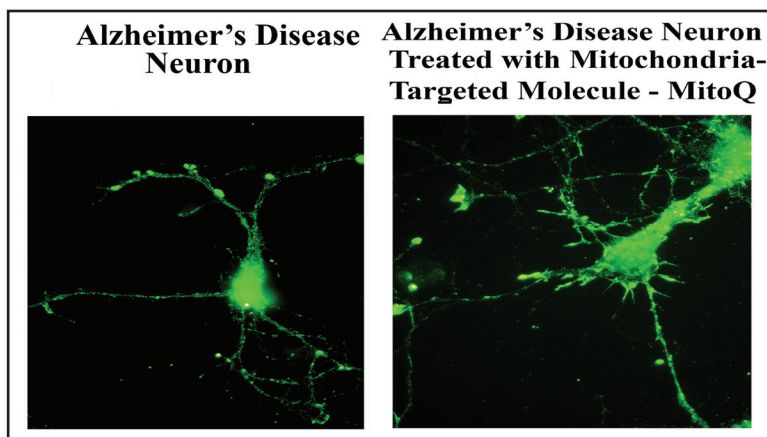 Alzheimer's Disease
Neuron
Alzheimer's Disease Neuron
Treated with Mitochondria-
Targeted Molecule - MitoQ